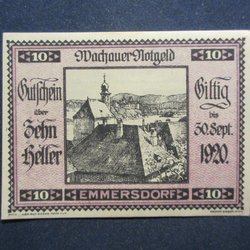 10 Wachauer Notgeld 10
Gutschein
über
Zehn
Heller
Giltig
bis
30. Sept.
1920.
10 EMMERSDORF 10